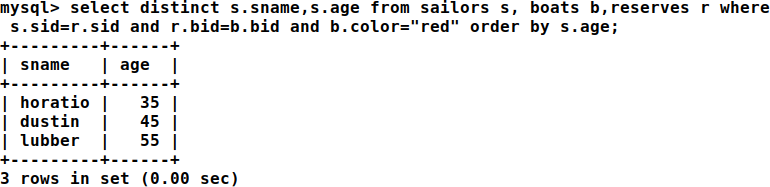 mysql> select distinct s.sname,s.age from sailors s, boats b,reserves r where
 s.sid=r.sid and r.bid=b.bid and b.color="red" order by s.age;
+---------+------+
| sname   | age  |
+---------+------+
| horatio |   35 |
| dustin  |   45 |
| lubber  |   55 |
+---------+------+
3 rows in set (0.00 sec)